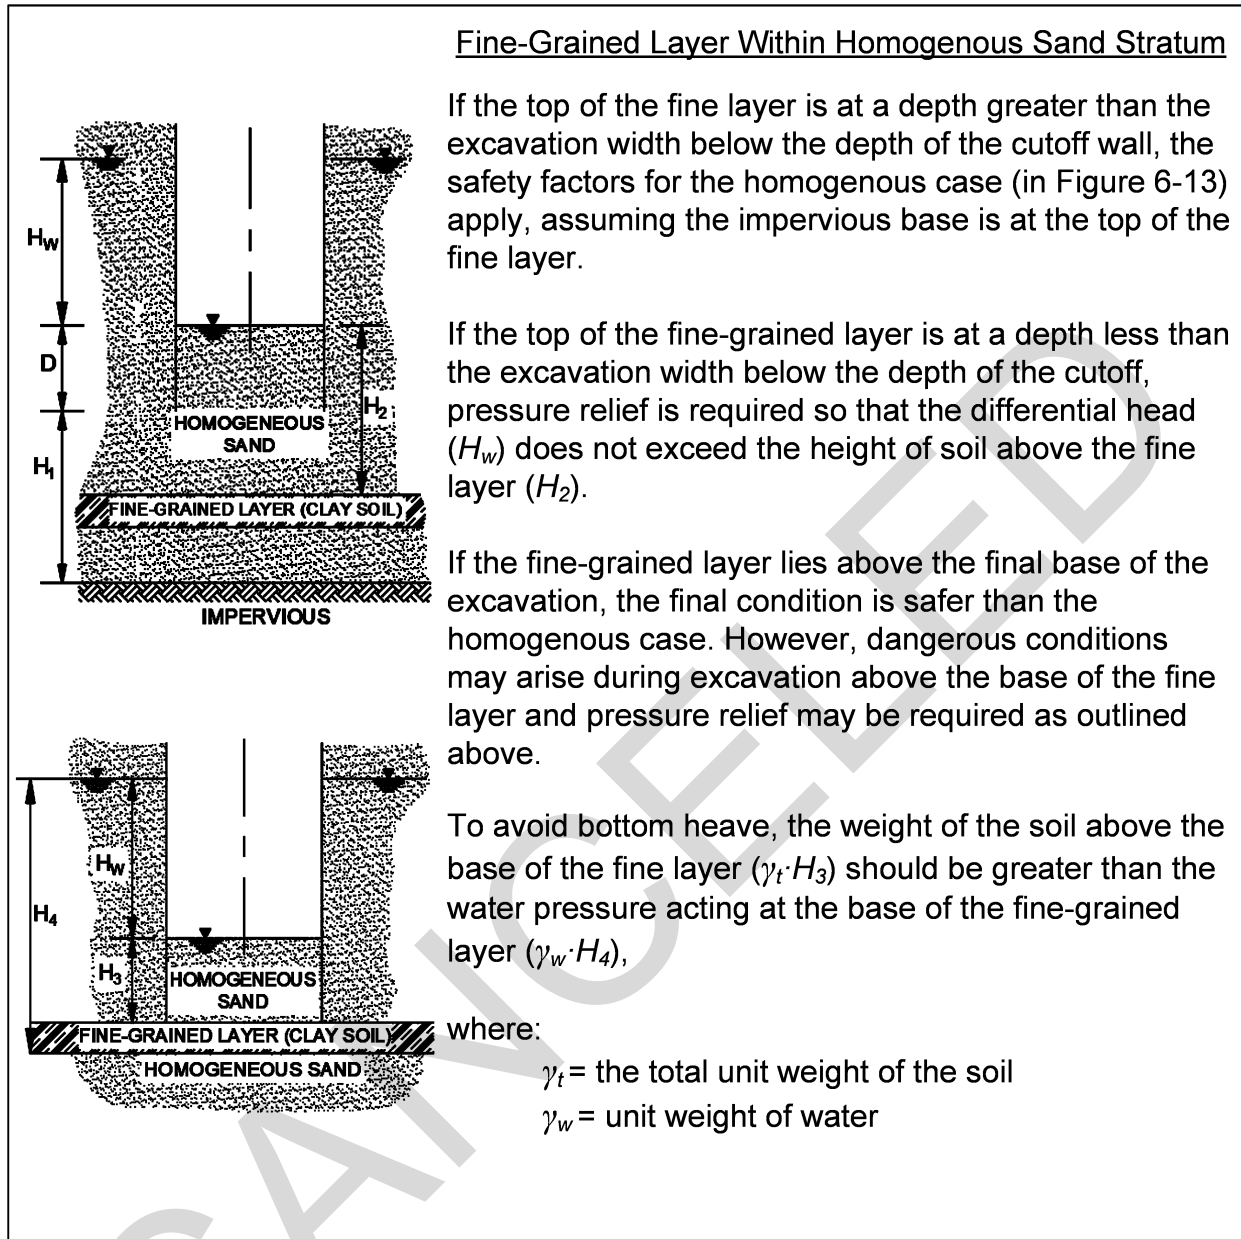 Fine-Grained Layer Within Homogenous Sand Stratum
If the top of the fine layer is at a depth greater than the
excavation width below the depth of the cutoff wall, the
safety factors for the homogenous case (in Figure 6-13)
apply, assuming the impervious base is at the top of the
fine layer.
If the top of the fine-grained layer is at a depth less than
the excavation width below the depth of the cutoff,
pressure relief is required so that the differential head
(Hw) does not exceed the height of soil above the fine
layer (H2).
If the fine-grained layer lies above the final base of the
excavation, the final condition is safer than the
homogenous case. However, dangerous conditions
may arise during excavation above the base of the fine
layer and pressure relief may be required as outlined
above.
To avoid bottom heave, the weight of the soil above the
base of the fine layer (γt·H3) should be greater than the
water pressure acting at the base of the fine-grained
layer (γw·H4),
where:
γt = the total unit weight of the soil
γw = unit weight of water
HW
D
H1
H2
HOMOGENEOUS
SAND
FINE-GRAINED LAYER (CLAY SOIL)
IMPERVIOUS
HW
H4
H3
HOMOGENEOUS
SAND
FINE-GRAINED LAYER (CLAY SOIL)
HOMOGENEOUS SAND
CANCELED